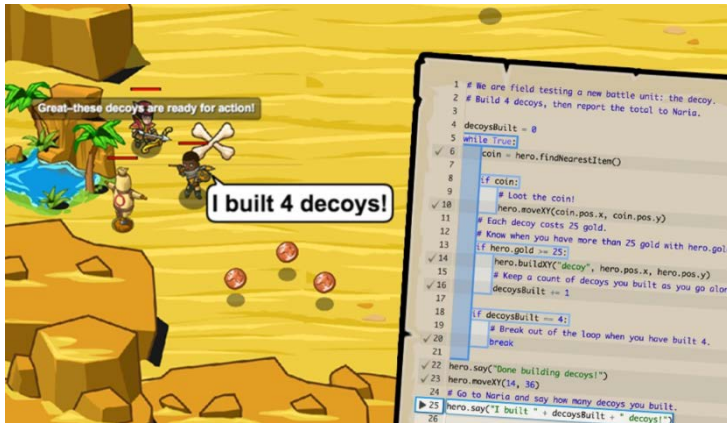 Great–these decoys are ready for action!
I built 4 decoys!
1 # We are field testing a new battle unit: the decoy.
2 # Build 4 decoys, then report the total to Naria.
3
4 decoysBuilt = 0
5 while True:
6 coin = hero.findNearestItem()
7
8 if coin:
9 # Loot the coin!
10 hero.moveXY(coin.pos.x, coin.pos.y)
11 # Each decoy costs 25 gold.
12 # Know when you have more than 25 gold with hero.gol
13 if hero.gold >= 25:
14 hero.buildXY("decoy", hero.pos.x, hero.pos.y)
15 # Keep a count of decoys you built as you go alon
16 decoysBuilt += 1
17
18 if decoysBuilt == 4:
19 # Break out of the loop when you have built 4.
20 break
21
22 hero.say("Done building decoys!")
23 hero.moveXY(14, 36)
24 # Go to Naria and say how many decoys you built.
25 hero.say("I built " + decoysBuilt + " decoys!")
26